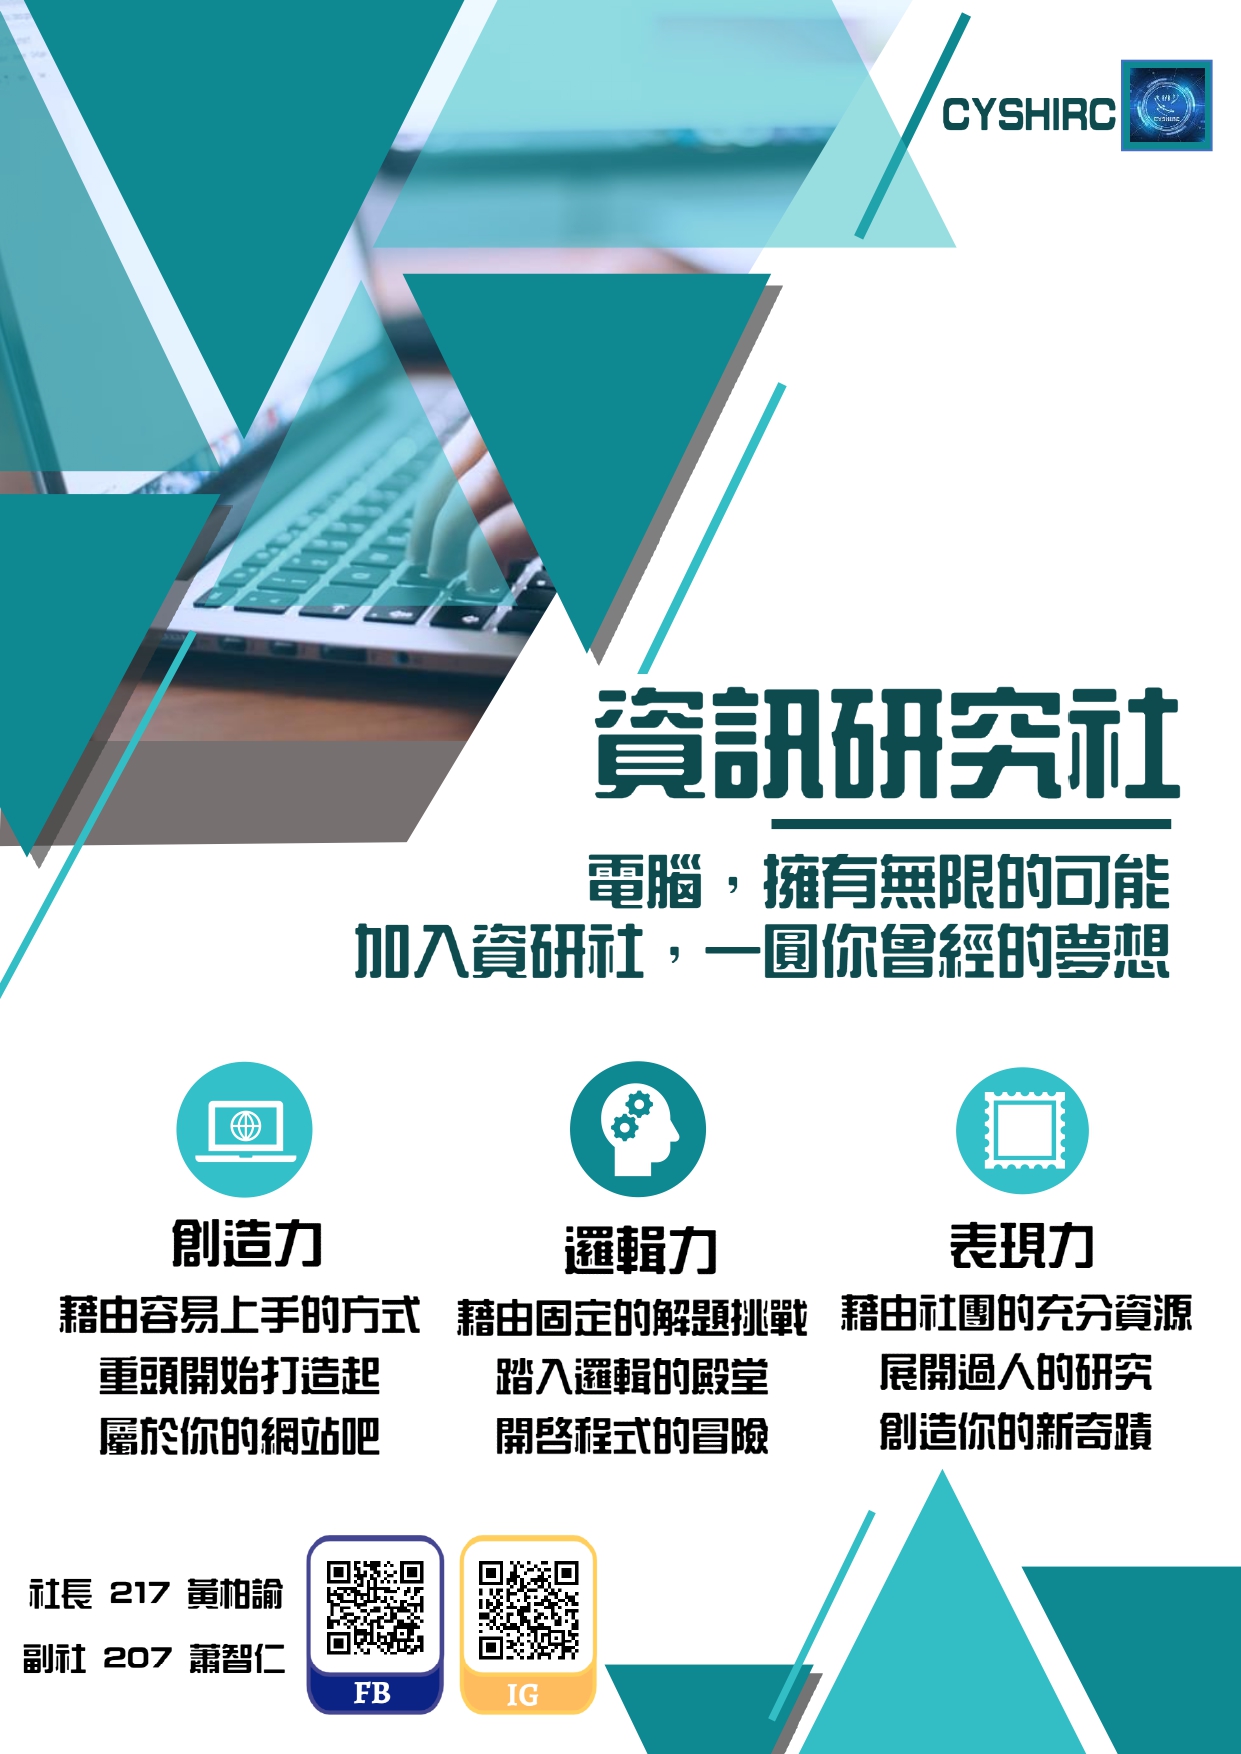 CYSHIRC
資訊研究社
電腦，擁有無限的可能
加入資研社，一圓你曾經的夢想
創造力
藉由容易上手的方式
重頭開始打造起
屬於你的網站吧
邏輯力
藉由固定的解題挑戰
踏入邏輯的殿堂
開啓程式的冒險
表現力
藉由社團的充分資源
展開過人的研究
創造你的新奇蹟
社長 217 黃柏諭
副社 207 蕭智仁
FB
IG